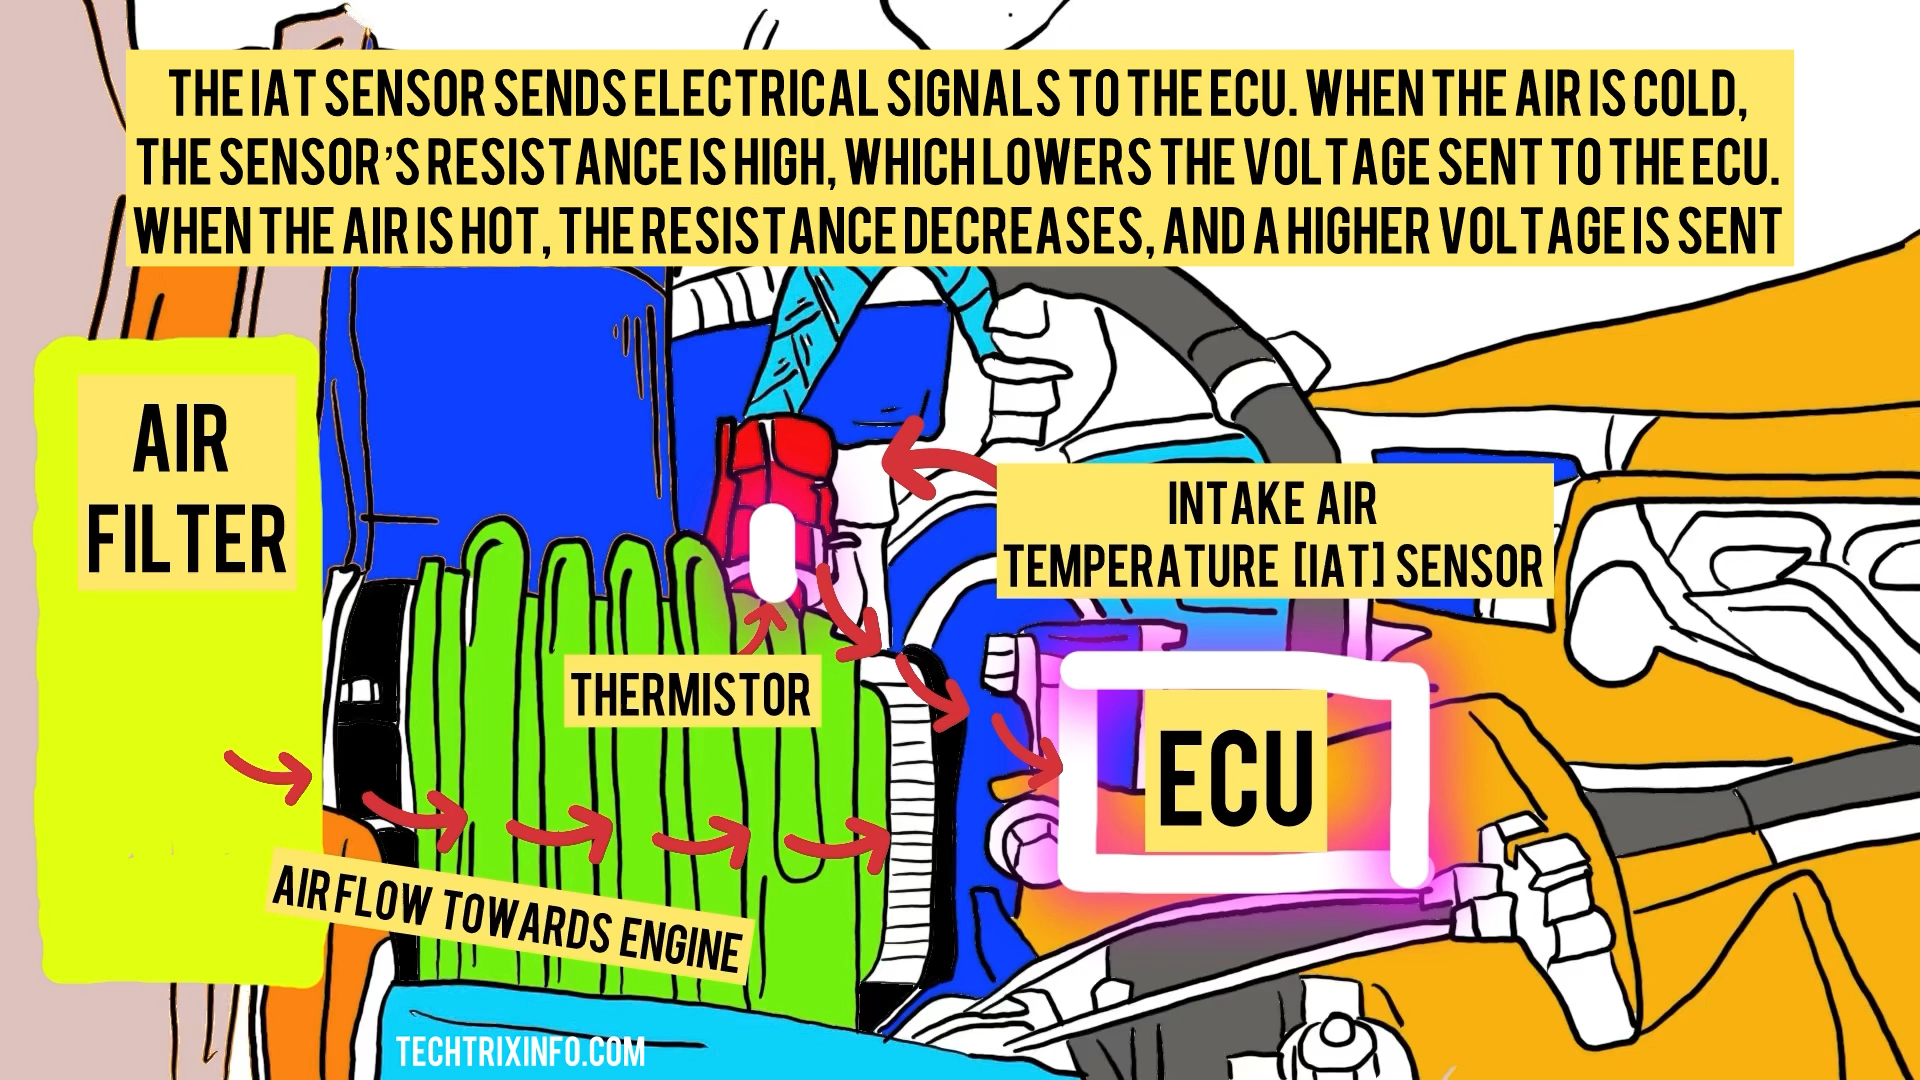 THE IAT SENSOR SENDS ELECTRICAL SIGNALS TO THE ECU. WHEN THE AIR IS COLD,
THE SENSOR'S RESISTANCE IS HIGH, WHICH LOWERS THE VOLTAGE SENT TO THE ECU.
WHEN THE AIR IS HOT, THE RESISTANCE DECREASES, AND A HIGHER VOLTAGE IS SENT
AIR
FILTER
INTAKE AIR
TEMPERATURE [IAT] SENSOR
THERMISTOR
ECU
AIR FLOW TOWARDS ENGINE
TECHTRIXINFO.COM